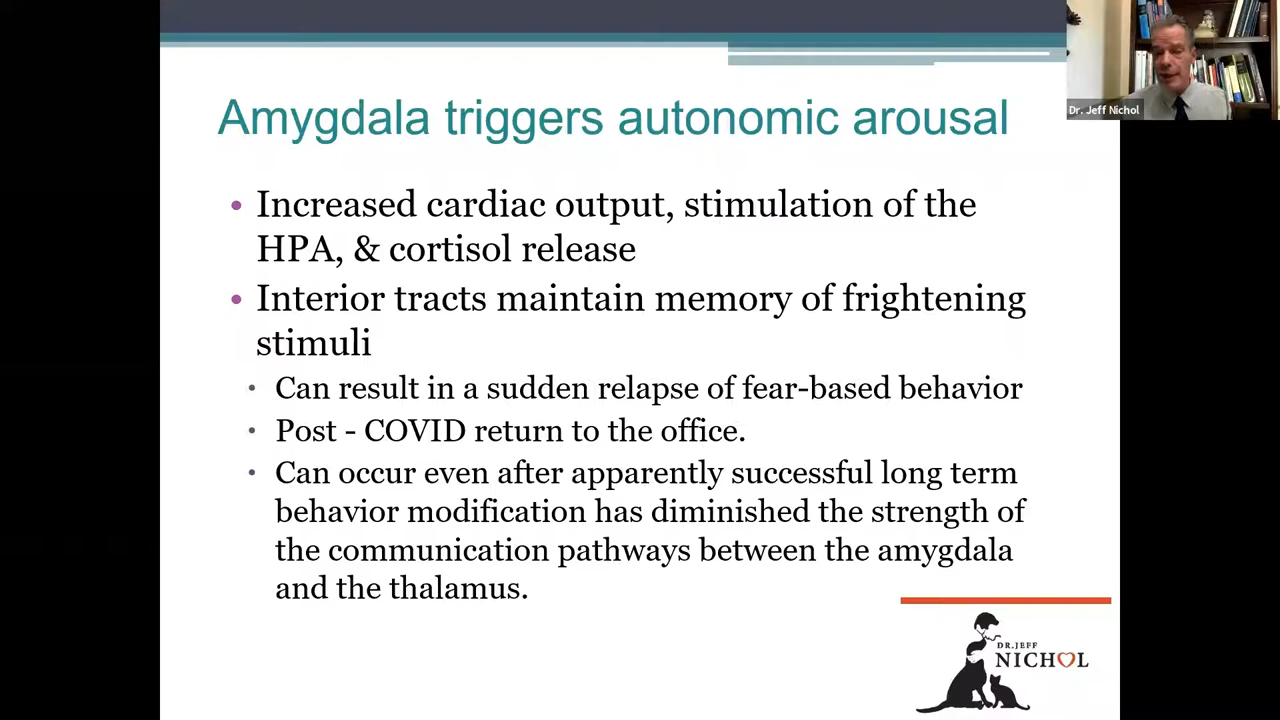 Dr. Jeff Nichol
Amygdala triggers autonomic arousal
• Increased cardiac output, stimulation of the
HPA, & cortisol release
• Interior tracts maintain memory of frightening
stimuli
• Can result in a sudden relapse of fear-based behavior
• Post - COVID return to the office.
• Can occur even after apparently successful long term
behavior modification has diminished the strength of
the communication pathways between the amygdala
and the thalamus.
DR. JEFF
NICHOL